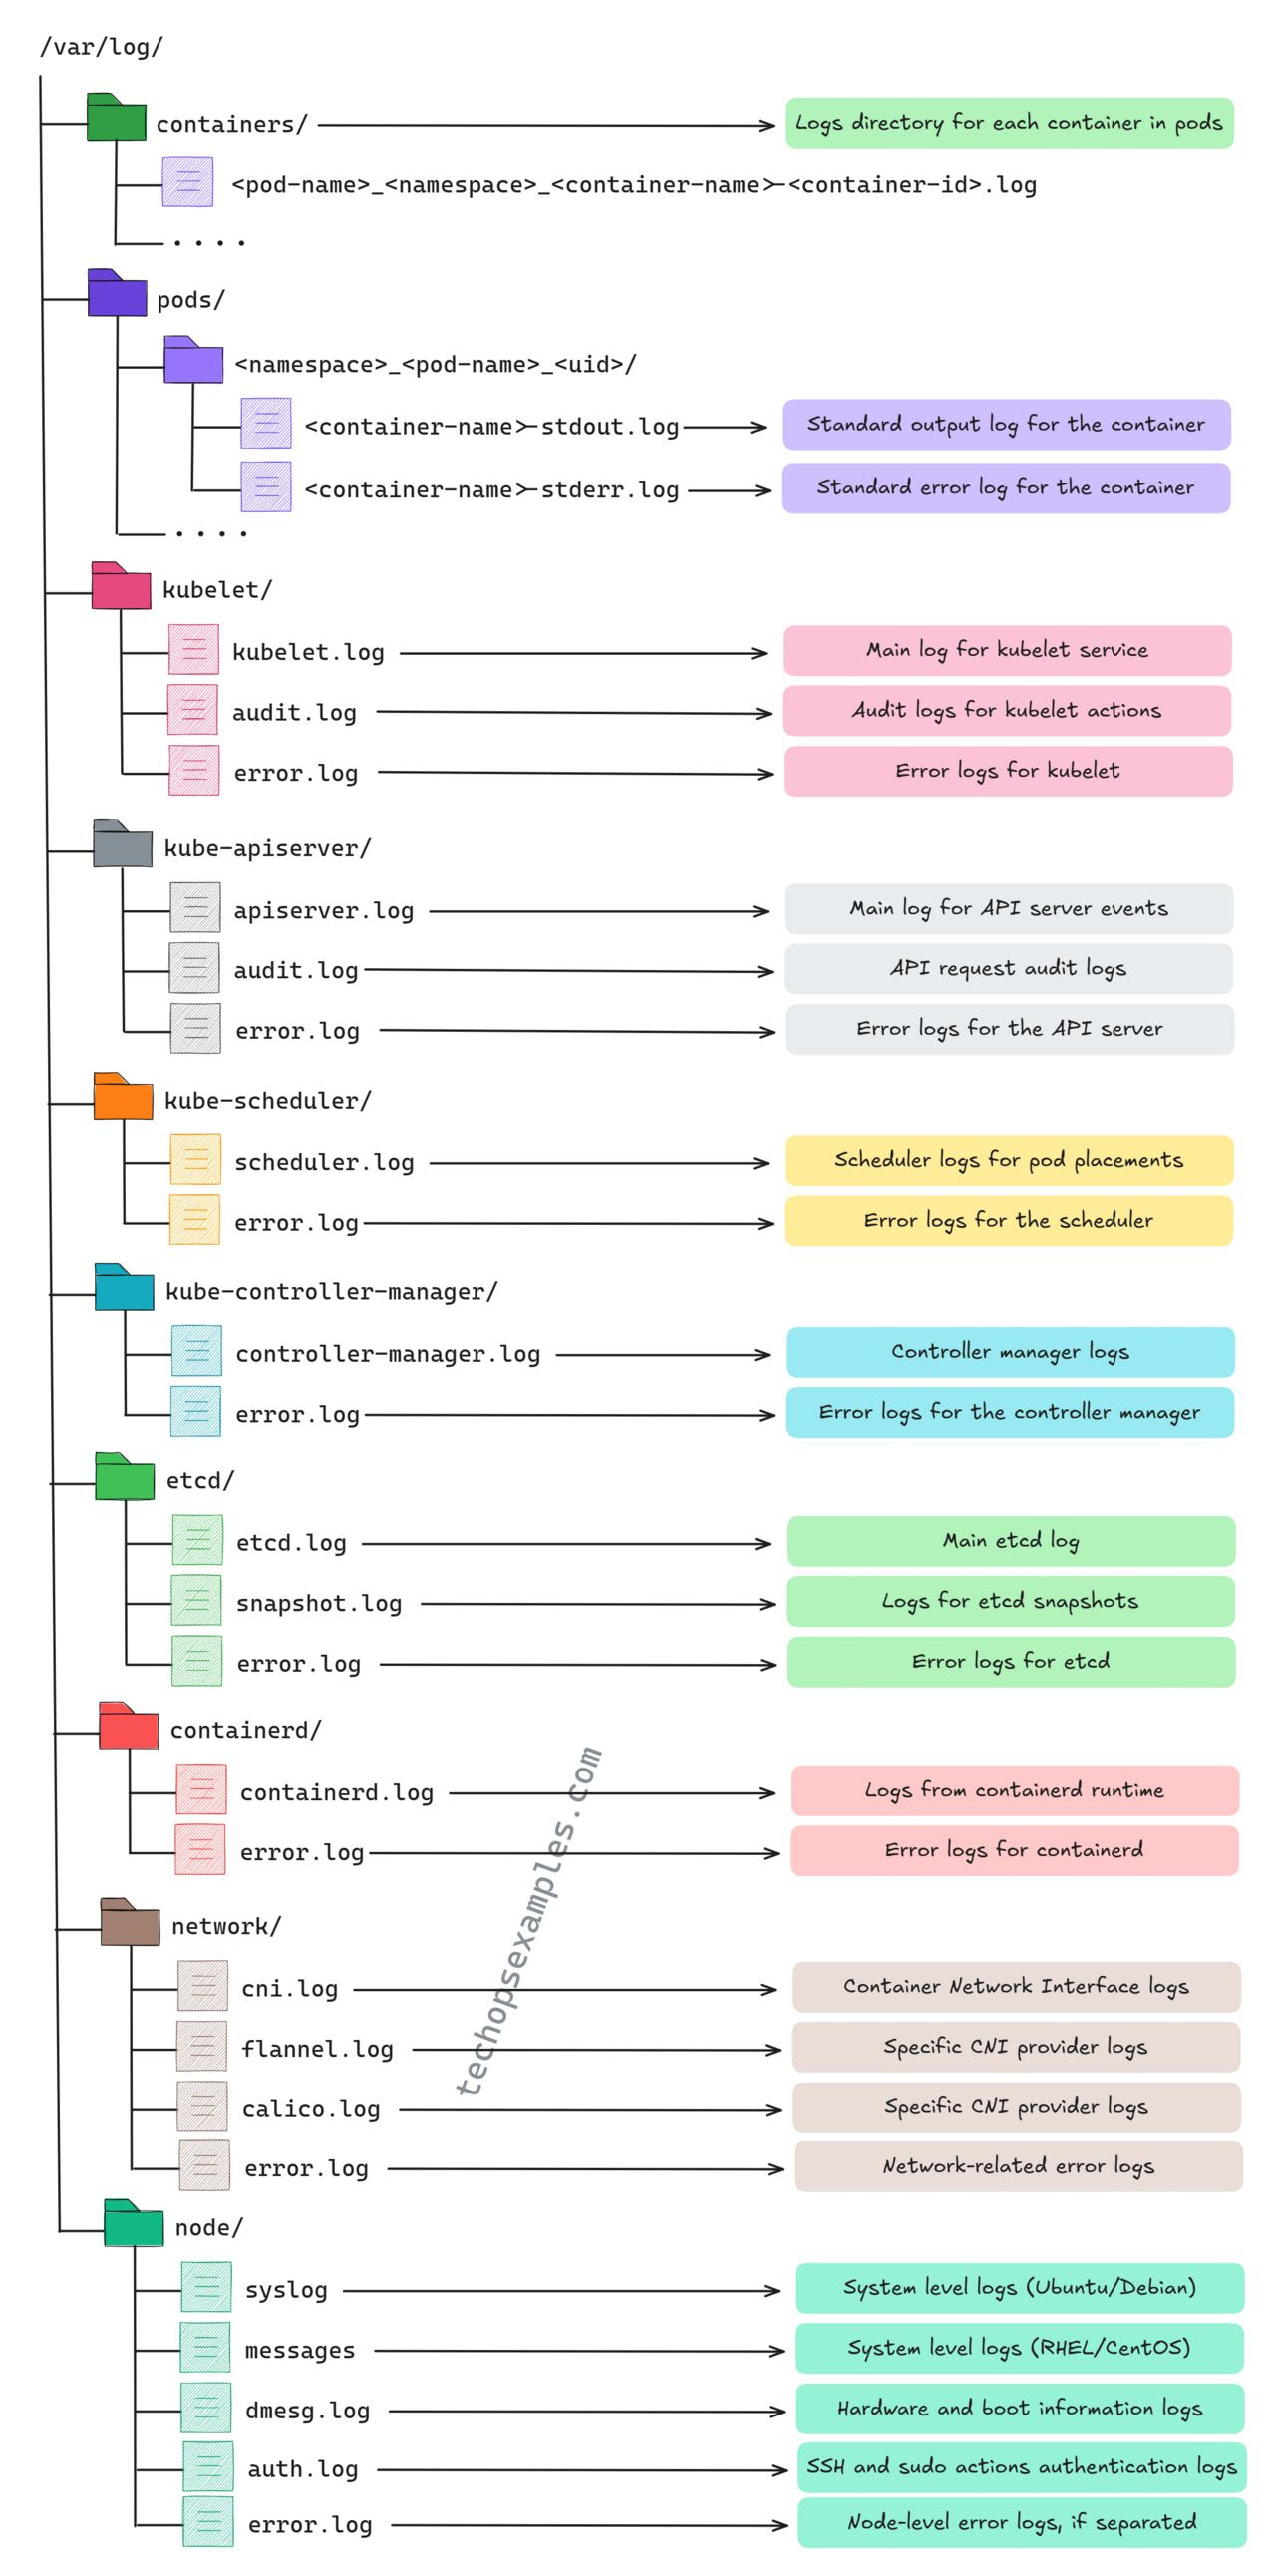 /var/log/
containers/
Logs directory for each container in pods
<pod-name>_<namespace>_<container-name>-<container-id>.log
. . . .
pods/
<namespace>_<pod-name>_<uid>/
<container-name>-stdout.log
Standard output log for the container
<container-name>-stderr.log
Standard error log for the container
. . . .
kubelet/
kubelet.log
Main log for kubelet service
audit.log
Audit logs for kubelet actions
error.log
Error logs for kubelet
kube-apiserver/
apiserver.log
Main log for API server events
audit.log
API request audit logs
error.log
Error logs for the API server
kube-scheduler/
scheduler.log
Scheduler logs for pod placements
error.log
Error logs for the scheduler
kube-controller-manager/
controller-manager.log
Controller manager logs
error.log
Error logs for the controller manager
etcd/
etcd.log
Main etcd log
snapshot.log
Logs for etcd snapshots
error.log
Error logs for etcd
containerd/
containerd.log
Logs from containerd runtime
error.log
Error logs for containerd
techopsexamples.com
network/
cni.log
Container Network Interface logs
flannel.log
Specific CNI provider logs
calico.log
Specific CNI provider logs
error.log
Network-related error logs
node/
syslog
System level logs (Ubuntu/Debian)
messages
System level logs (RHEL/CentOS)
dmesg.log
Hardware and boot information logs
auth.log
SSH and sudo actions authentication logs
error.log
Node-level error logs, if separated